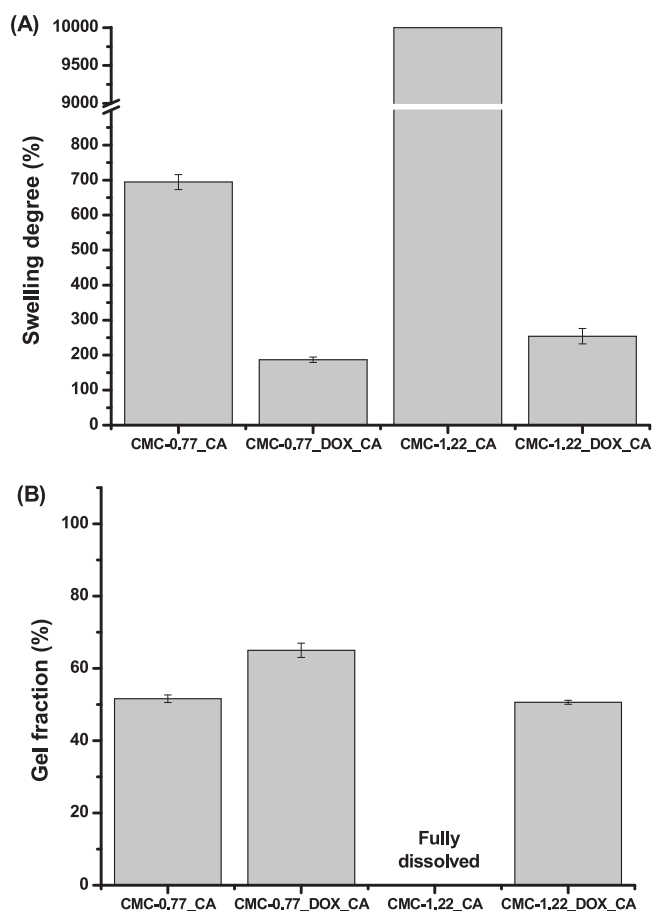 (A)
10000
9500
9000
800
700
600
500
400
300
200
100
0
Swelling degree (%)
CMC-0.77_CA CMC-0.77_DOX_CA CMC-1.22_CA CMC-1.22_DOX_CA
(B)
100
80
60
40
20
0
Gel fraction (%)
Fully
dissolved
CMC-0.77_CA CMC-0.77_DOX_CA CMC-1.22_CA CMC-1.22_DOX_CA